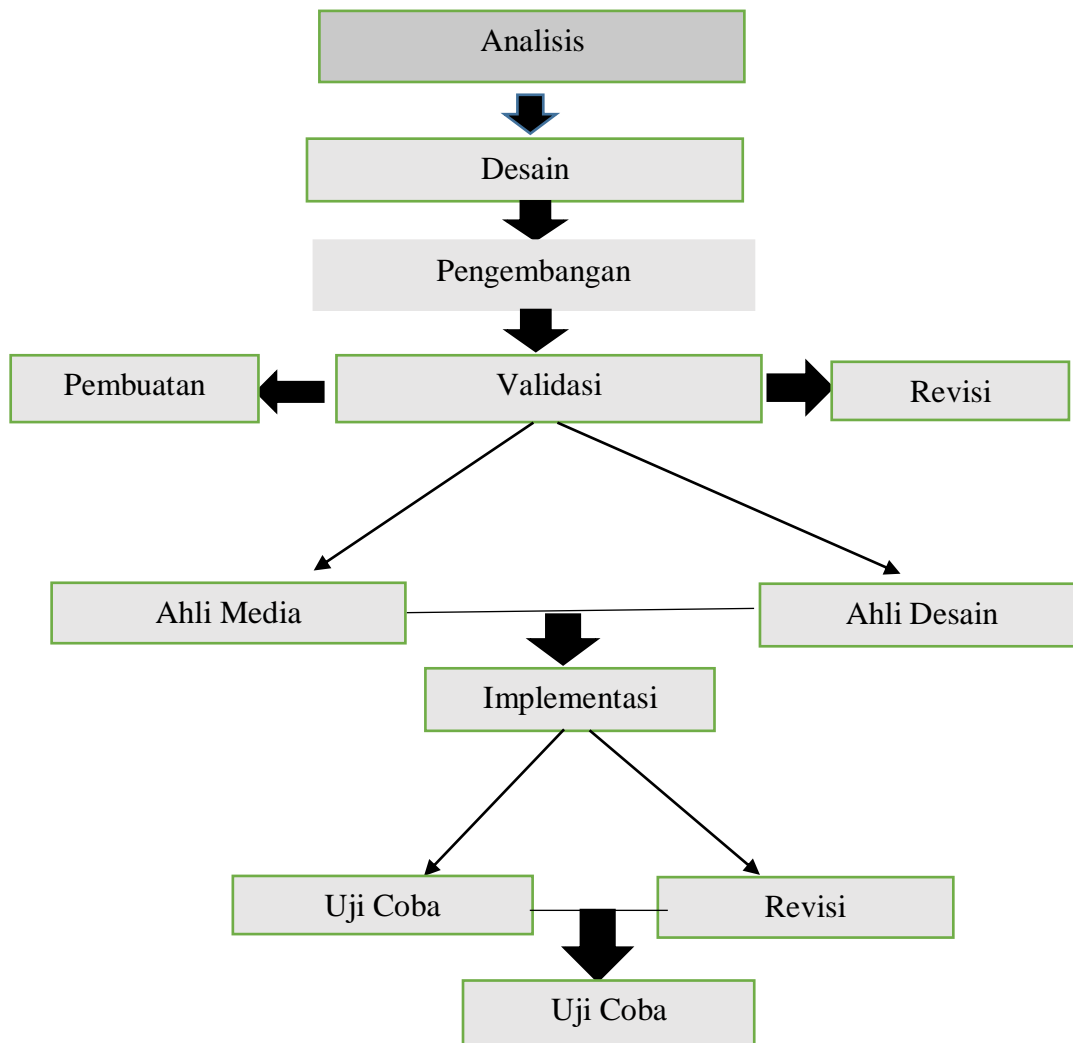 Analisis
Desain
Pengembangan
Pembuatan
Validasi
Revisi
Ahli Media
Ahli Desain
Implementasi
Uji Coba
Revisi
Uji Coba